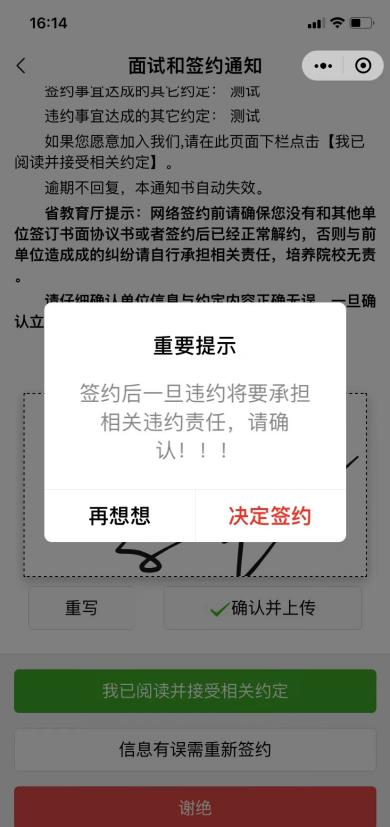 16:14
面试和签约通知
签约事宜达成的其它约定： 测试
违约事宜达成的其它约定： 测试
如果您愿意加入我们,请在此页面下栏点击【我已
阅读并接受相关约定】。
逾期不回复，本通知书自动失效。
省教育厅提示：网络签约前请确保您没有和其他单
位签订书面协议书或者签约后已经正常解约，否则与前
单位造成成的纠纷请自行承担相关责任，培养院校无责
。
请仔细确认单位信息与约定内容正确无误，一旦确
认立
重要提示
签约后一旦违约将要承担
相关违约责任，请确
认！！！
再想想
决定签约
重写
确认并上传
我已阅读并接受相关约定
信息有误需重新签约
谢绝